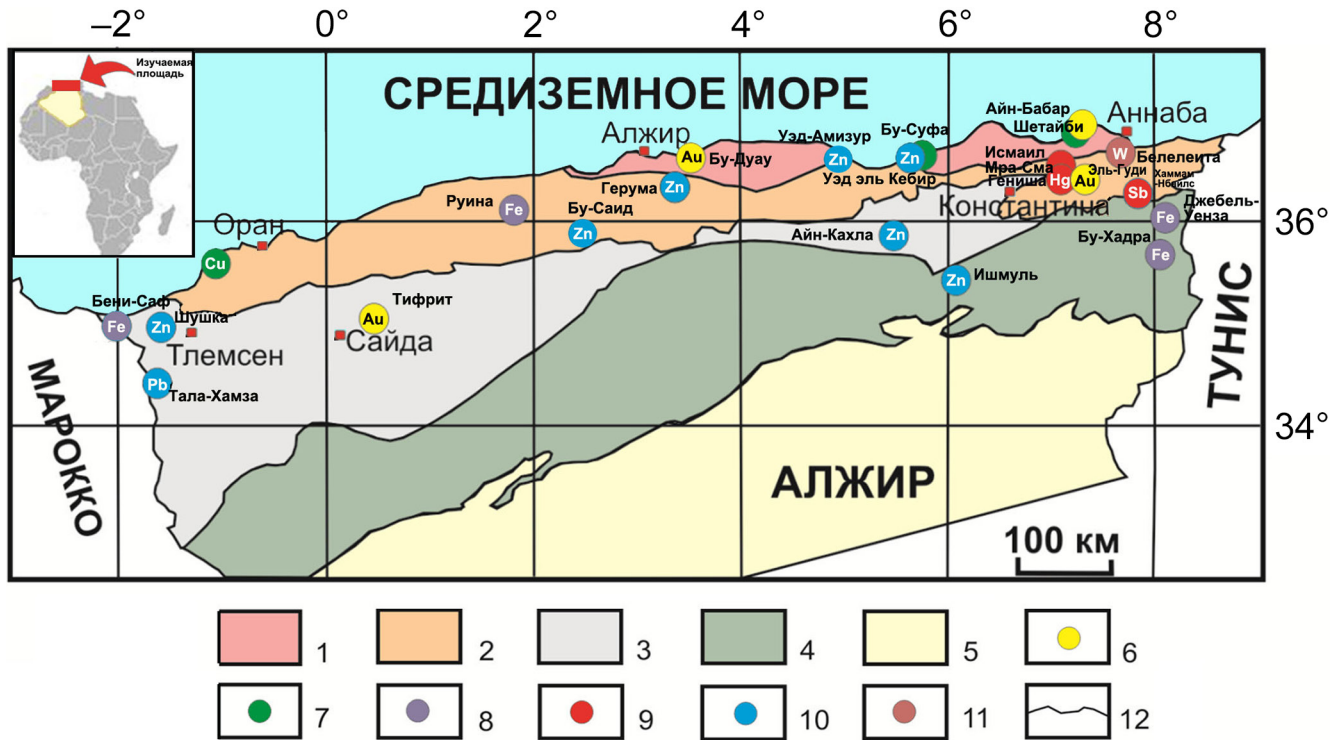 –2° 0° 2° 4° 6° 8°
Изучаемая
площадь
СРЕДИЗЕМНОЕ МОРЕ
Айн-Бабар
Шетайби
Аннаба
Алжир
Уэд-Амизур
Бу-Суфа
Au
Бу-Дуау
Zn
Zn
W
Белелеита
Исмаил
Мра-Сма
Гениша
Hg
Эль-Гуди
Au
Хаммам
-Нбайлс
Уэд эль Кебир
Герума
Zn
Sb
Джебель-
Уенза
Руина
Fe
Бу-Саид
Zn
Константина
Fe
36°
Оран
Айн-Кахла
Zn
Бу-Хадра
Fe
Cu
Zn
Ишмуль
Бени-Саф
Fe
Zn
Шушка
Тифрит
Au
Тлемсен
Сайда
Pb
Тала-Хамза
МАРОККО
ТУНИС
34°
АЛЖИР
100 км
1 2 3 4 5 6
7 8 9 10 11 12